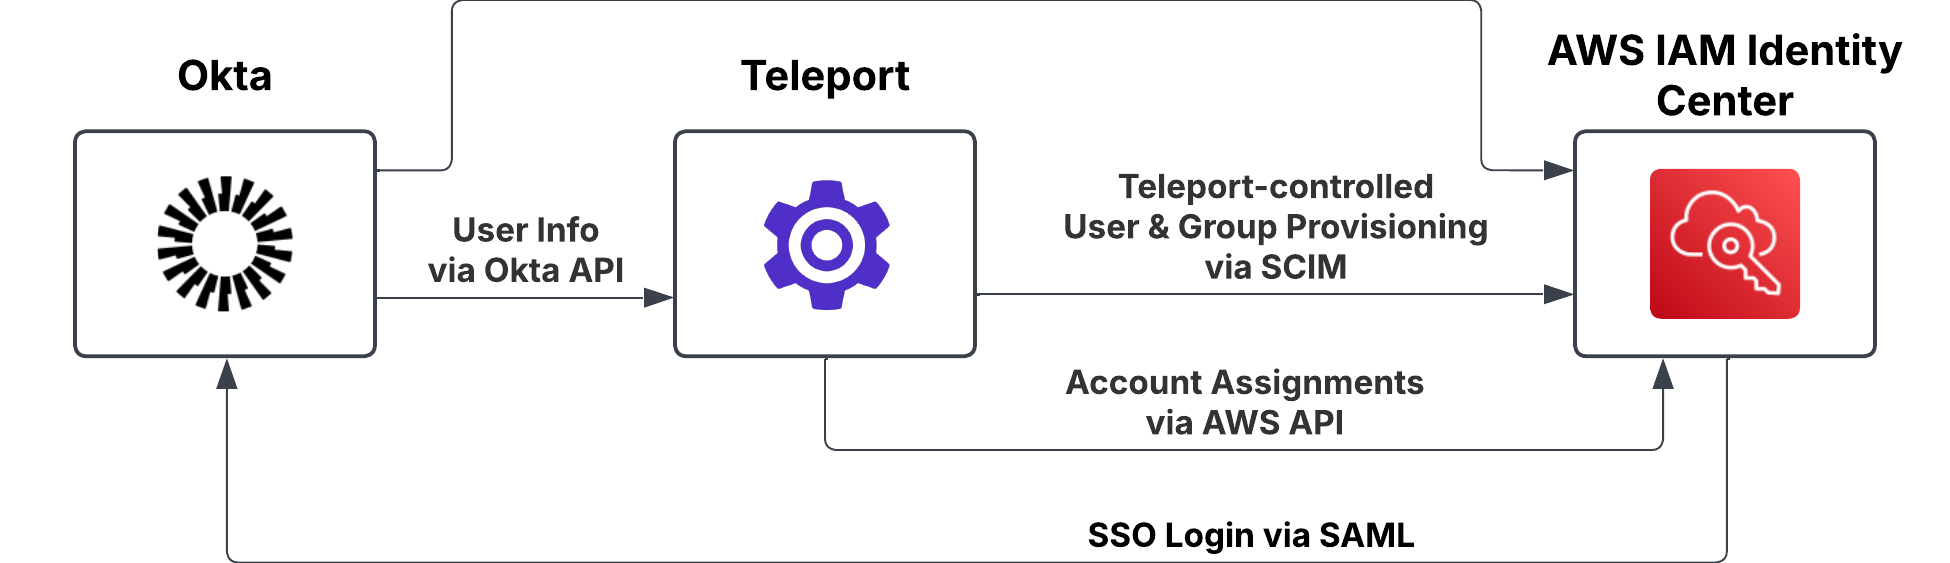 Okta
Teleport
AWS IAM Identity
Center
User Info
via Okta API
Teleport-controlled
User & Group Provisioning
via SCIM
Account Assignments
via AWS API
SSO Login via SAML